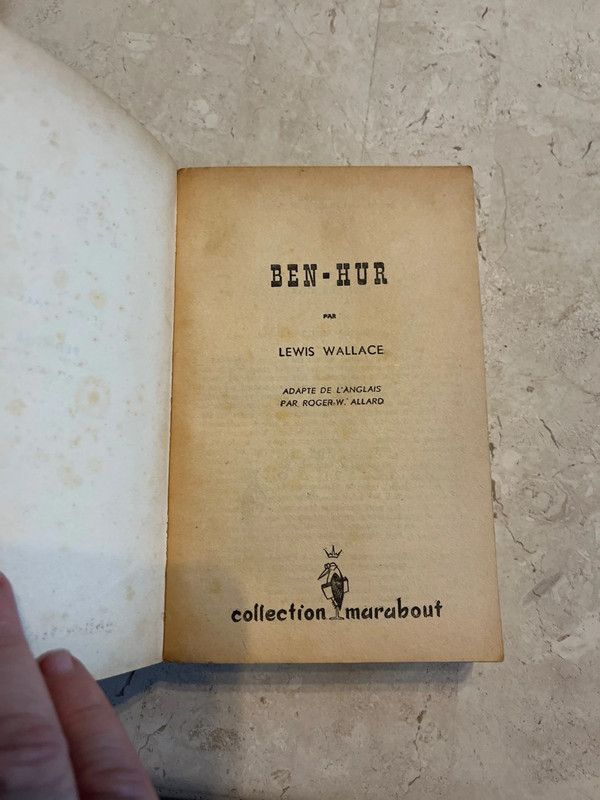 BEN-HUR
PAR
LEWIS WALLACE
ADAPTE DE L'ANGLAIS
PAR ROGER-W. ALLARD
collection marabout